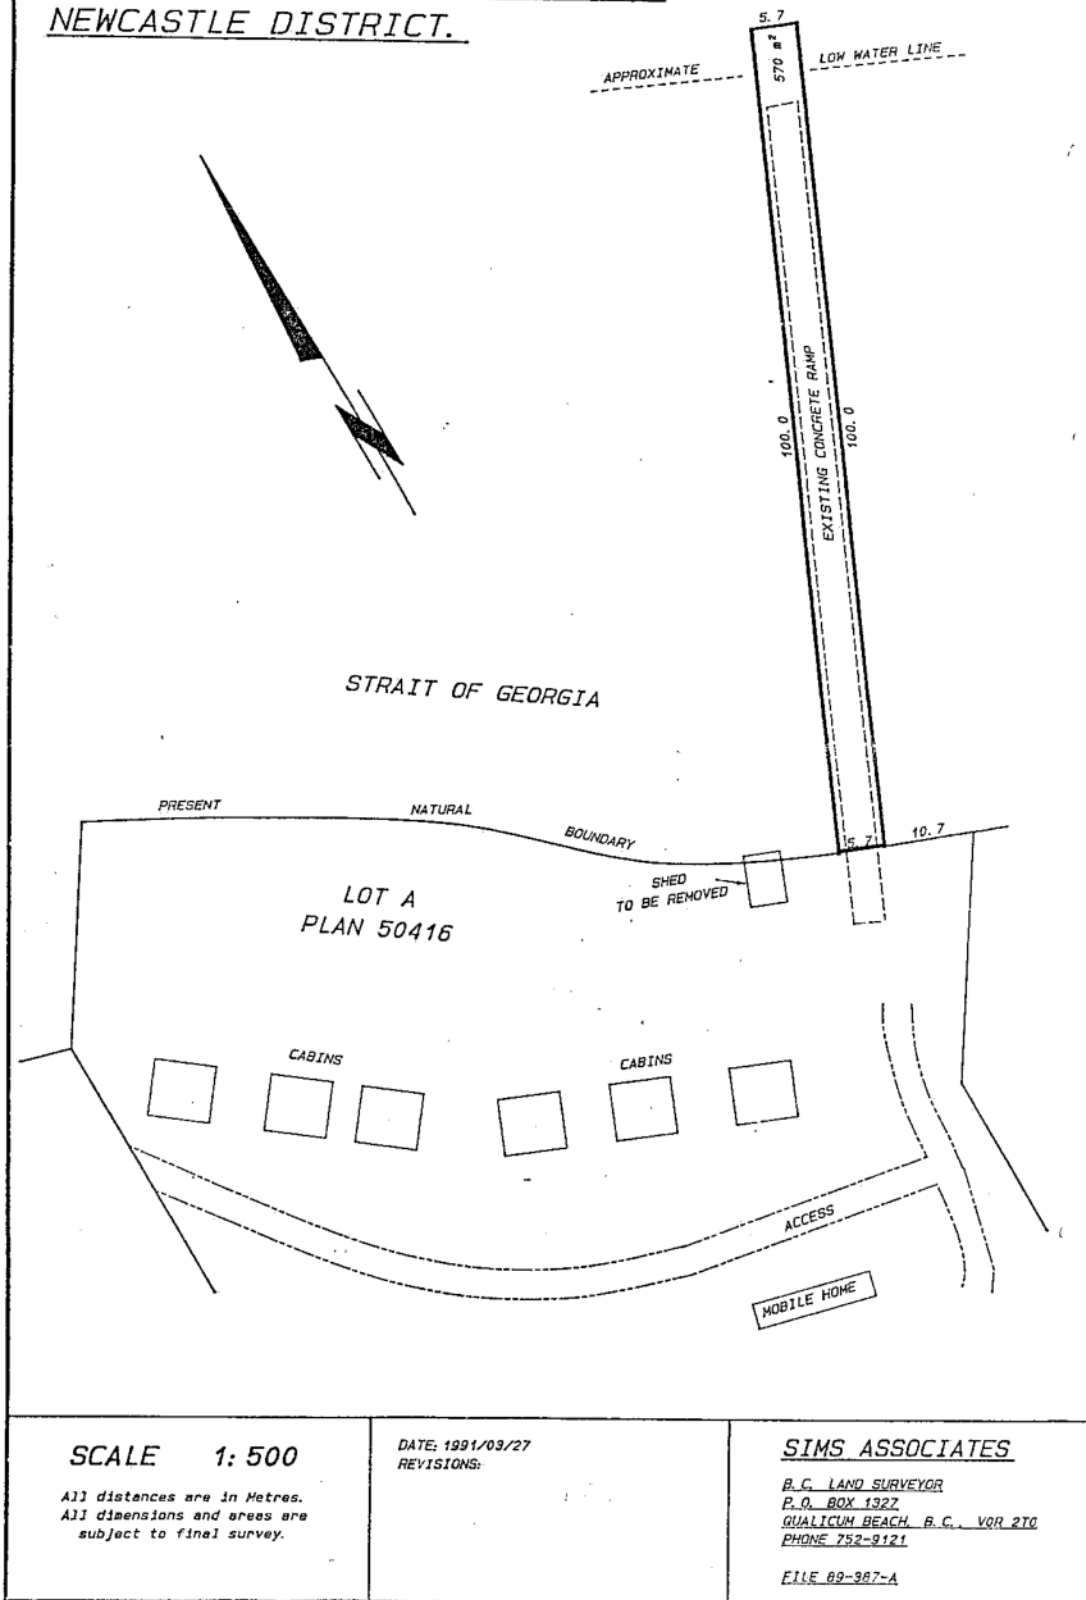 NEWCASTLE DISTRICT.
5.7
570 m²
APPROXIMATE
LOW WATER LINE
EXISTING CONCRETE RAMP
100.0
100.0
STRAIT OF GEORGIA
PRESENT
NATURAL
BOUNDARY
5.7
10.7
SHED
TO BE REMOVED
LOT A
PLAN 50416
CABINS
CABINS
ACCESS
MOBILE HOME
SCALE 1:500
All distances are in Metres.
All dimensions and areas are
subject to final survey.
DATE: 1991/03/27
REVISIONS:
SIMS ASSOCIATES
B.C. LAND SURVEYOR
P.O. BOX 1327
QUALICUM BEACH, B.C., V0R 2T0
PHONE 752-9121
FILE 89-387-A